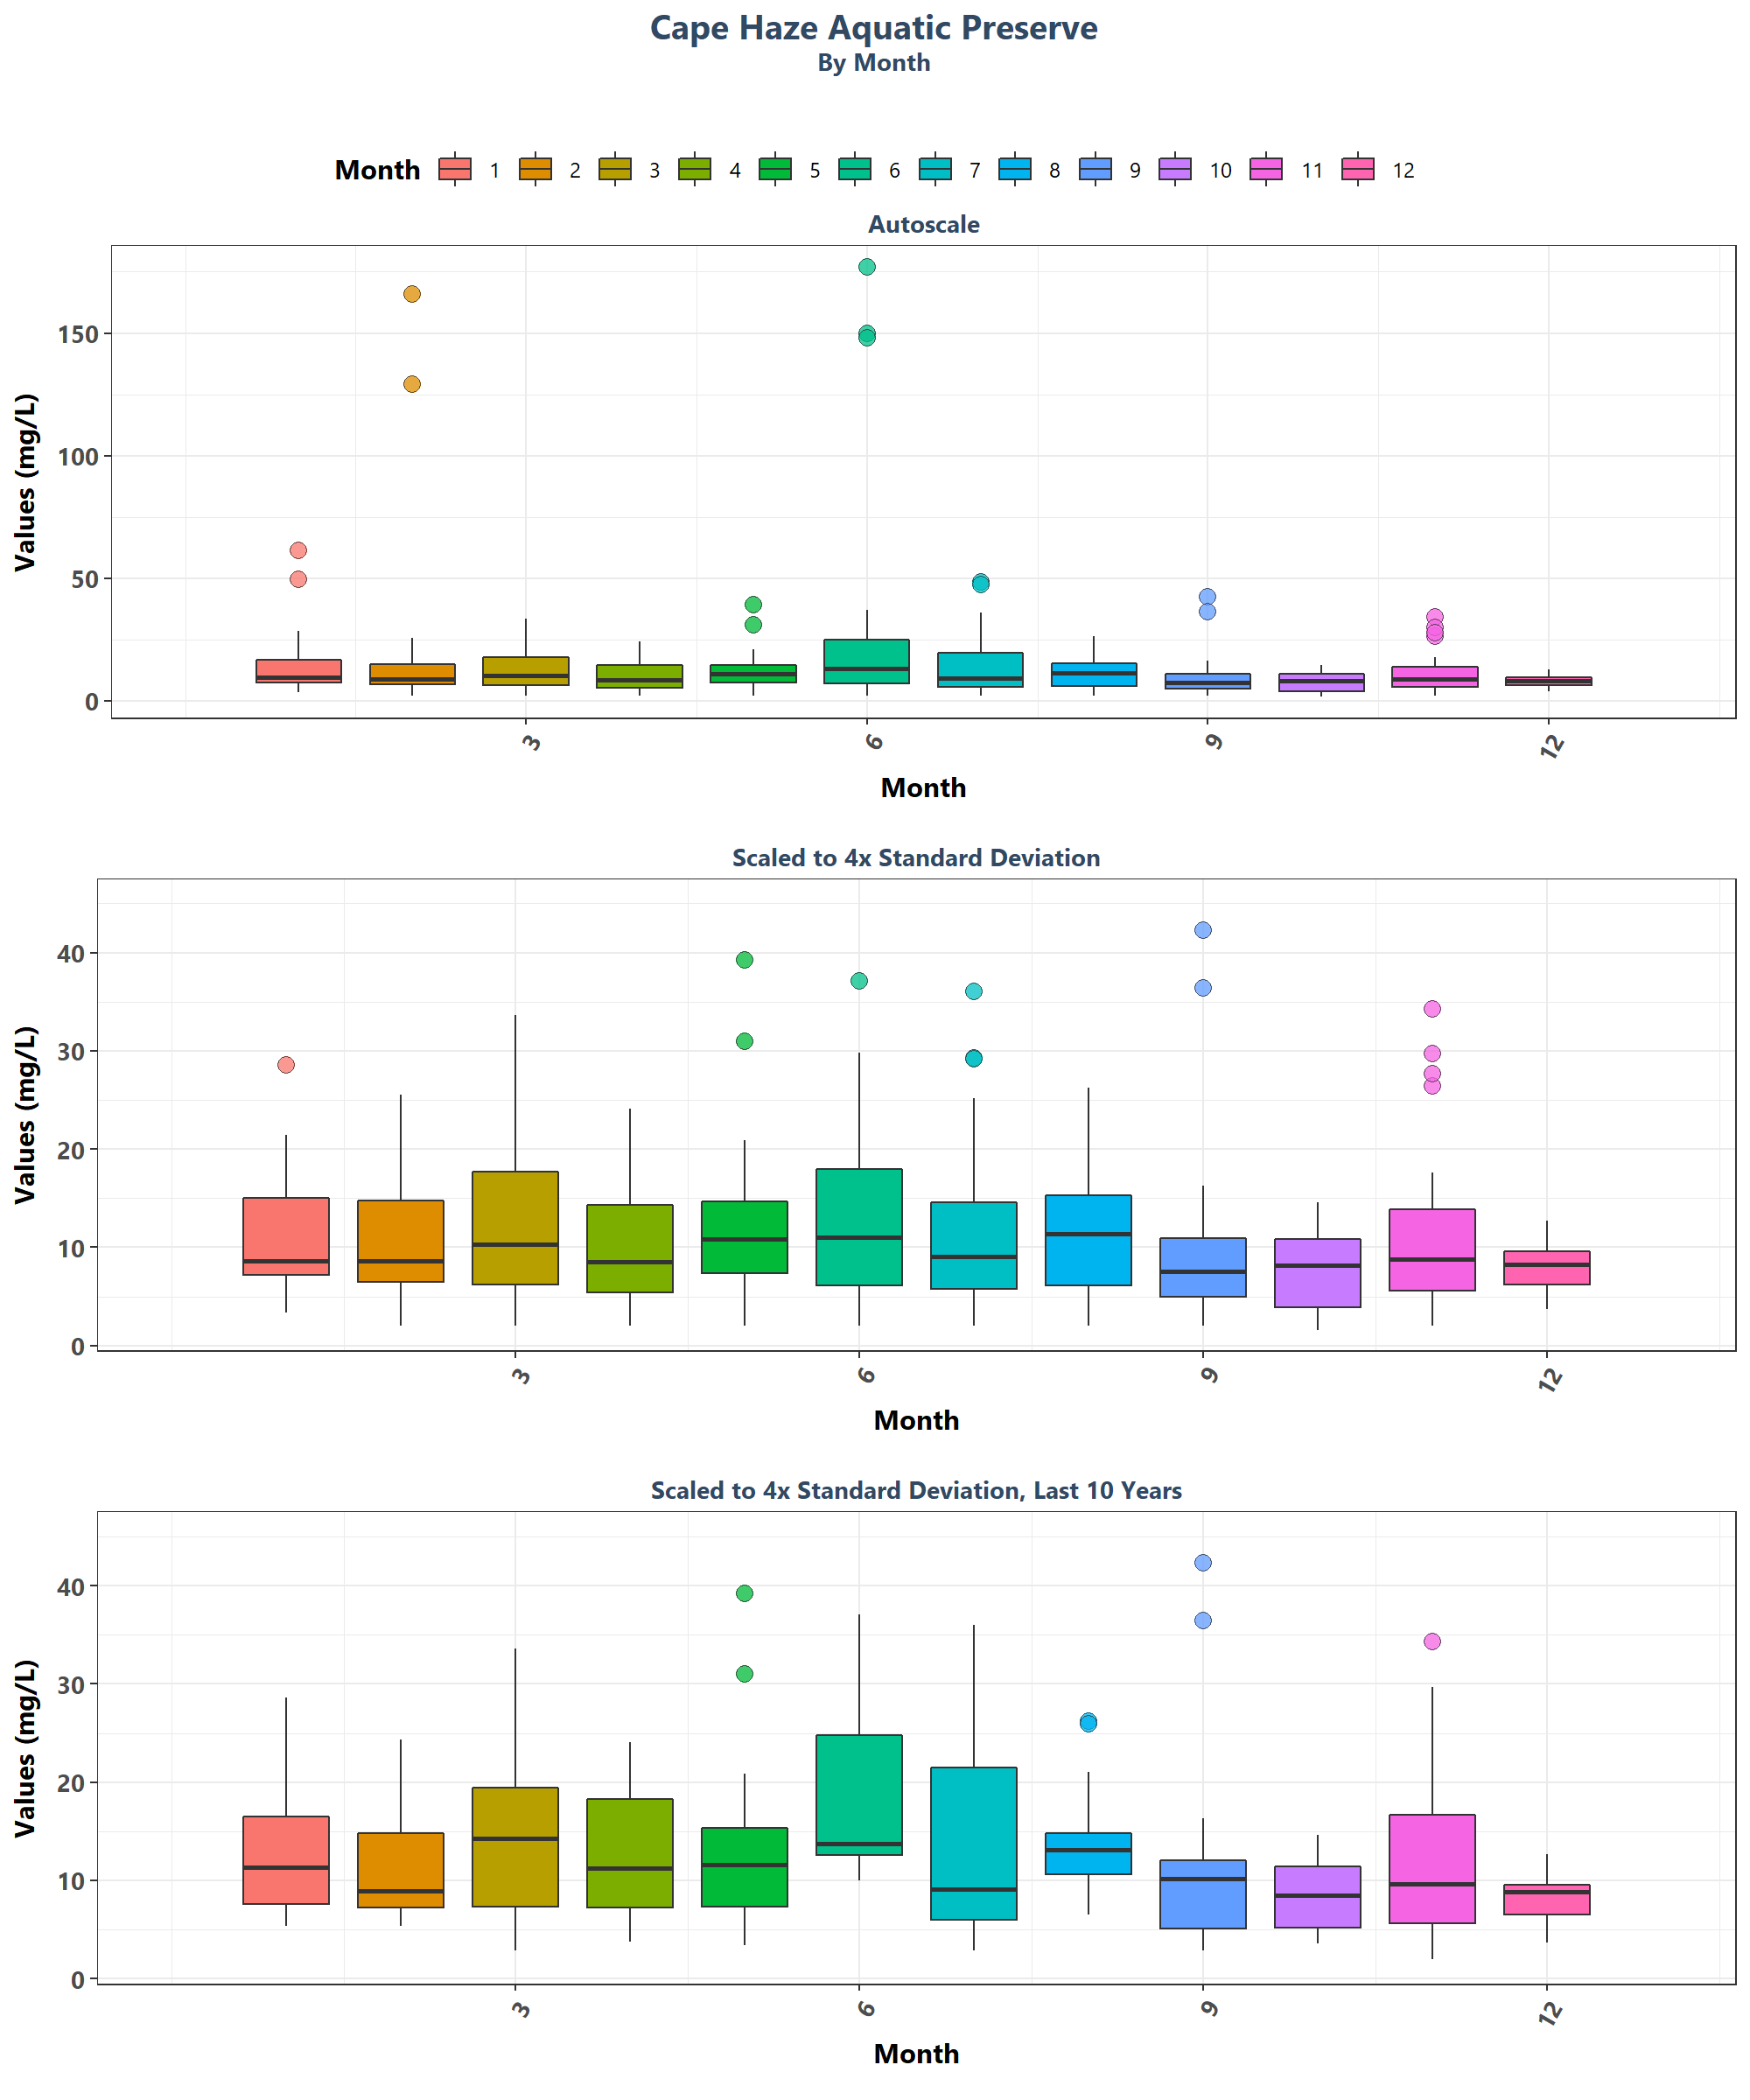 Cape Haze Aquatic Preserve
By Month
Month 1 2 3 4 5 6 7 8 9 10 11 12
Autoscale
Values (mg/L)
150
100
50
0
3 6 9 12
Month
Scaled to 4x Standard Deviation
Values (mg/L)
40
30
20
10
0
3 6 9 12
Month
Scaled to 4x Standard Deviation, Last 10 Years
Values (mg/L)
40
30
20
10
0
3 6 9 12
Month